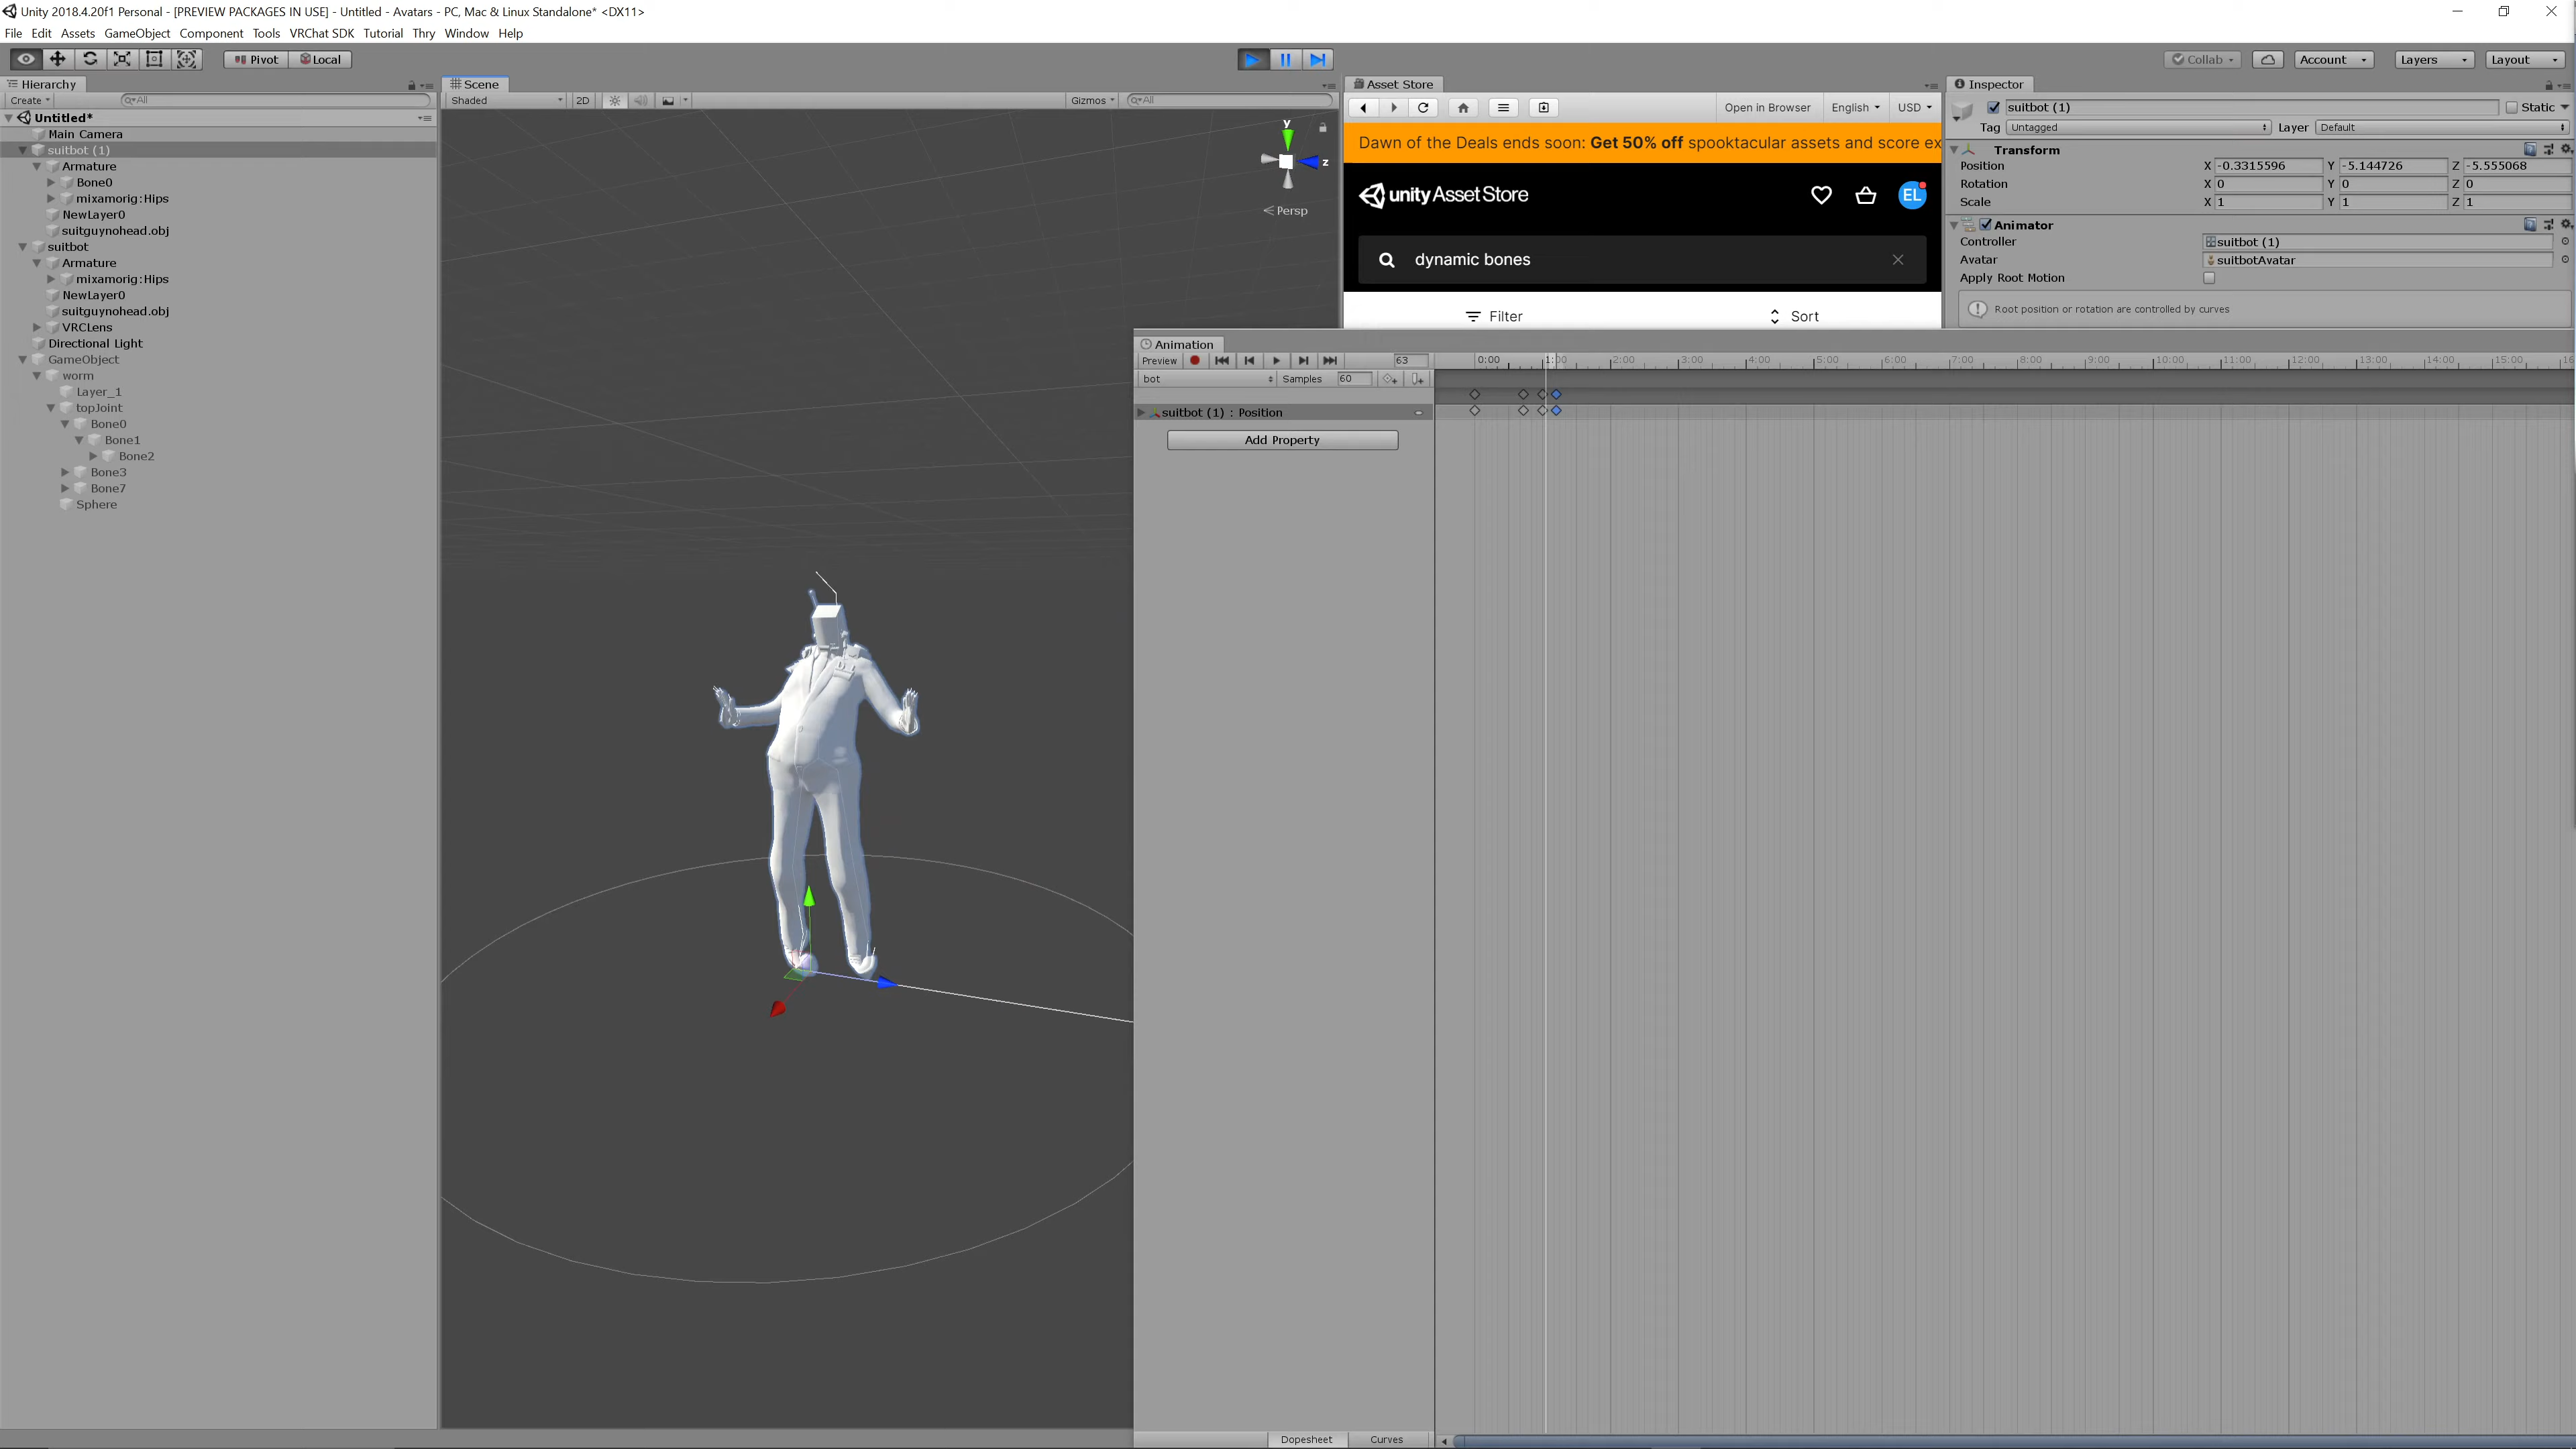 Unity 2018.4.20f1 Personal - [PREVIEW PACKAGES IN USE] - Untitled - Avatars - PC, Mac & Linux Standalone* <DX11>
File Edit Assets GameObject Component Tools VRChat SDK Tutorial Thry Window Help
Pivot Local
Collab Account Layers Layout
Hierarchy
Create All
Untitled*
Main Camera
suitbot (1)
Armature
Bone0
mixamorig:Hips
NewLayer0
suitguynohead.obj
suitbot
Armature
mixamorig:Hips
NewLayer0
suitguynohead.obj
VRCLens
Directional Light
GameObject
worm
Layer_1
topJoint
Bone0
Bone1
Bone2
Bone3
Bone7
Sphere
Scene
Shaded 2D Gizmos All
y
z
Persp
Asset Store
Open in Browser English USD
Dawn of the Deals ends soon: Get 50% off spooktacular assets and score ex
unity Asset Store EL
dynamic bones
Filter Sort
Inspector
suitbot (1) Static
Tag Untagged Layer Default
Transform
Position X -0.3315596 Y -5.144726 Z -5.555068
Rotation X 0 Y 0 Z 0
Scale X 1 Y 1 Z 1
Animator
Controller suitbot (1)
Avatar suitbotAvatar
Apply Root Motion
Root position or rotation are controlled by curves
Animation
Preview 63 0:00 1:00 2:00 3:00 4:00 5:00 6:00 7:00 8:00 9:00 10:00 11:00 12:00 13:00 14:00 15:00 16
bot Samples 60
suitbot (1) : Position
Add Property
Dopesheet Curves